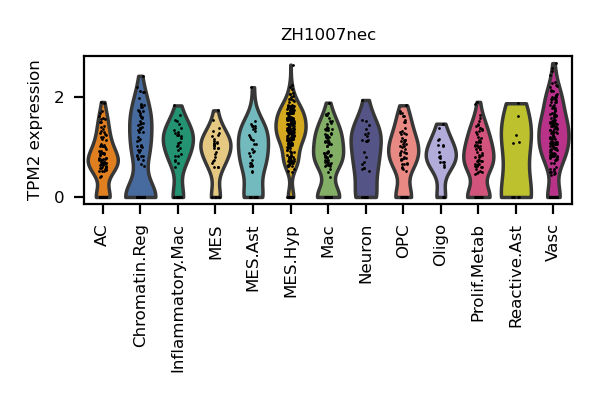 ZH1007nec
TPM2 expression
2
0
AC
Chromatin.Reg
Inflammatory.Mac
MES
MES.Ast
MES.Hyp
Mac
Neuron
OPC
Oligo
Prolif.Metab
Reactive.Ast
Vasc